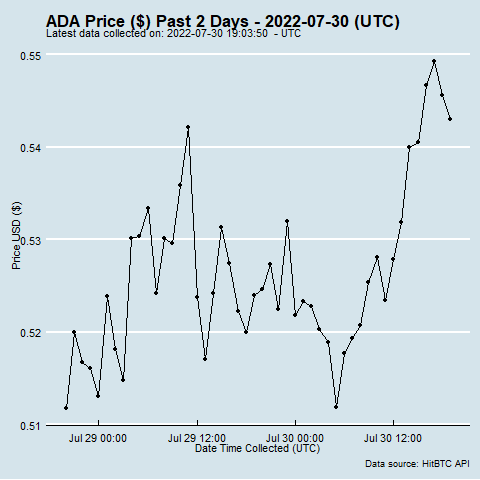 ADA Price ($) Past 2 Days - 2022-07-30 (UTC)
Latest data collected on: 2022-07-30 19:03:50 - UTC
0.55
0.54
0.53
0.52
0.51
Price USD ($)
Jul 29 00:00 Jul 29 12:00 Jul 30 00:00 Jul 30 12:00
Date Time Collected (UTC)
Data source: HitBTC API